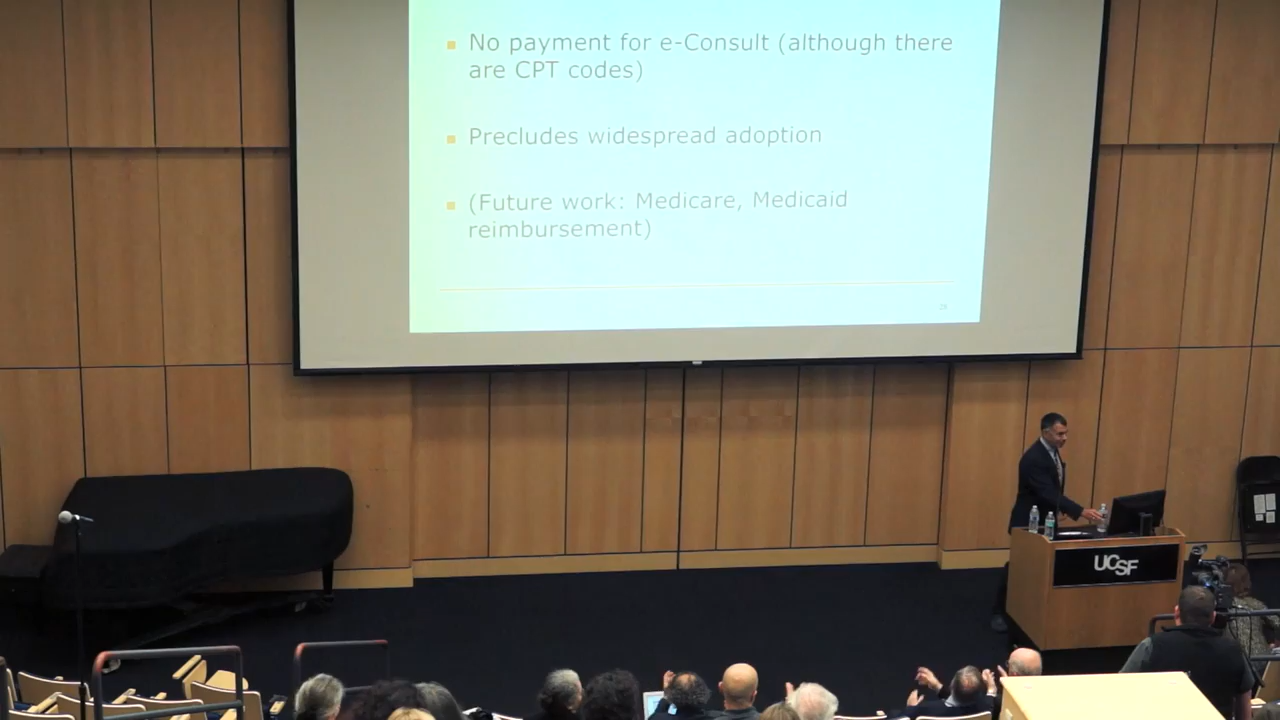 No payment for e-Consult (although there
are CPT codes)
Precludes widespread adoption
(Future work: Medicare, Medicaid
reimbursement)
UCSF